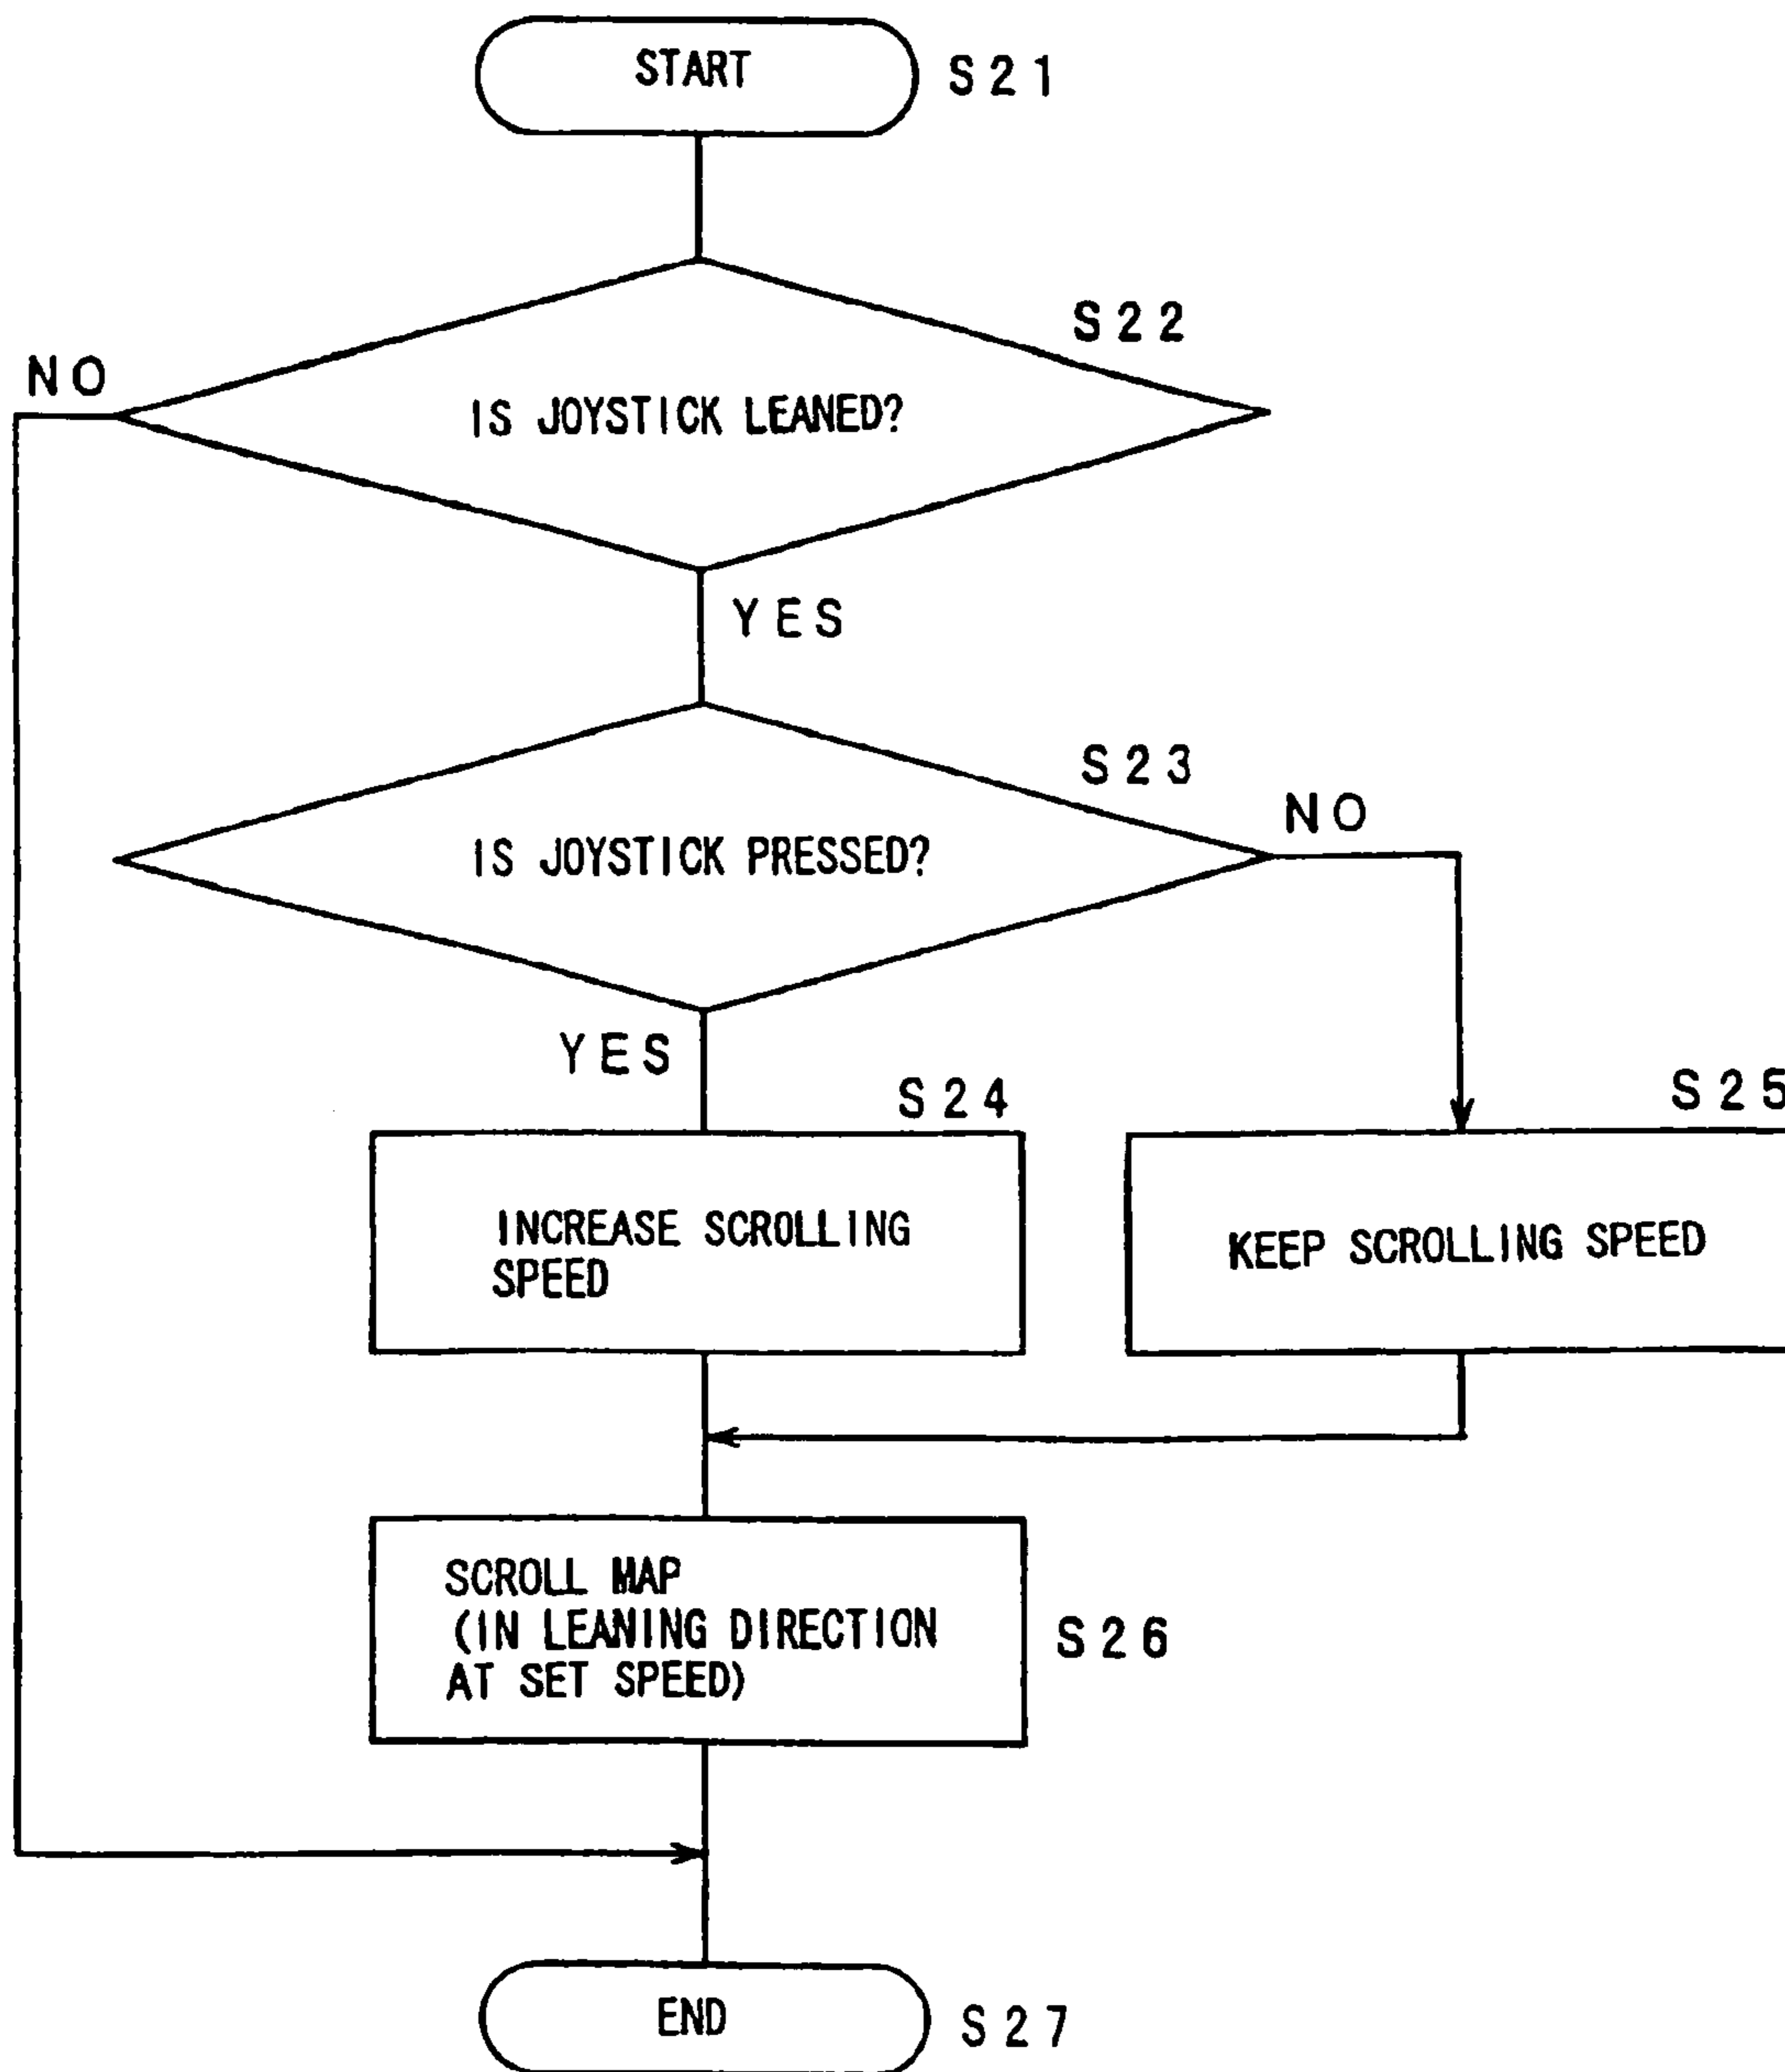 START
S21
S22
NO
IS JOYSTICK LEANED?
YES
S23
NO
IS JOYSTICK PRESSED?
YES
S24
S25
INCREASE SCROLLING
SPEED
KEEP SCROLLING SPEED
SCROLL MAP
(IN LEANING DIRECTION
AT SET SPEED)
S26
END
S27